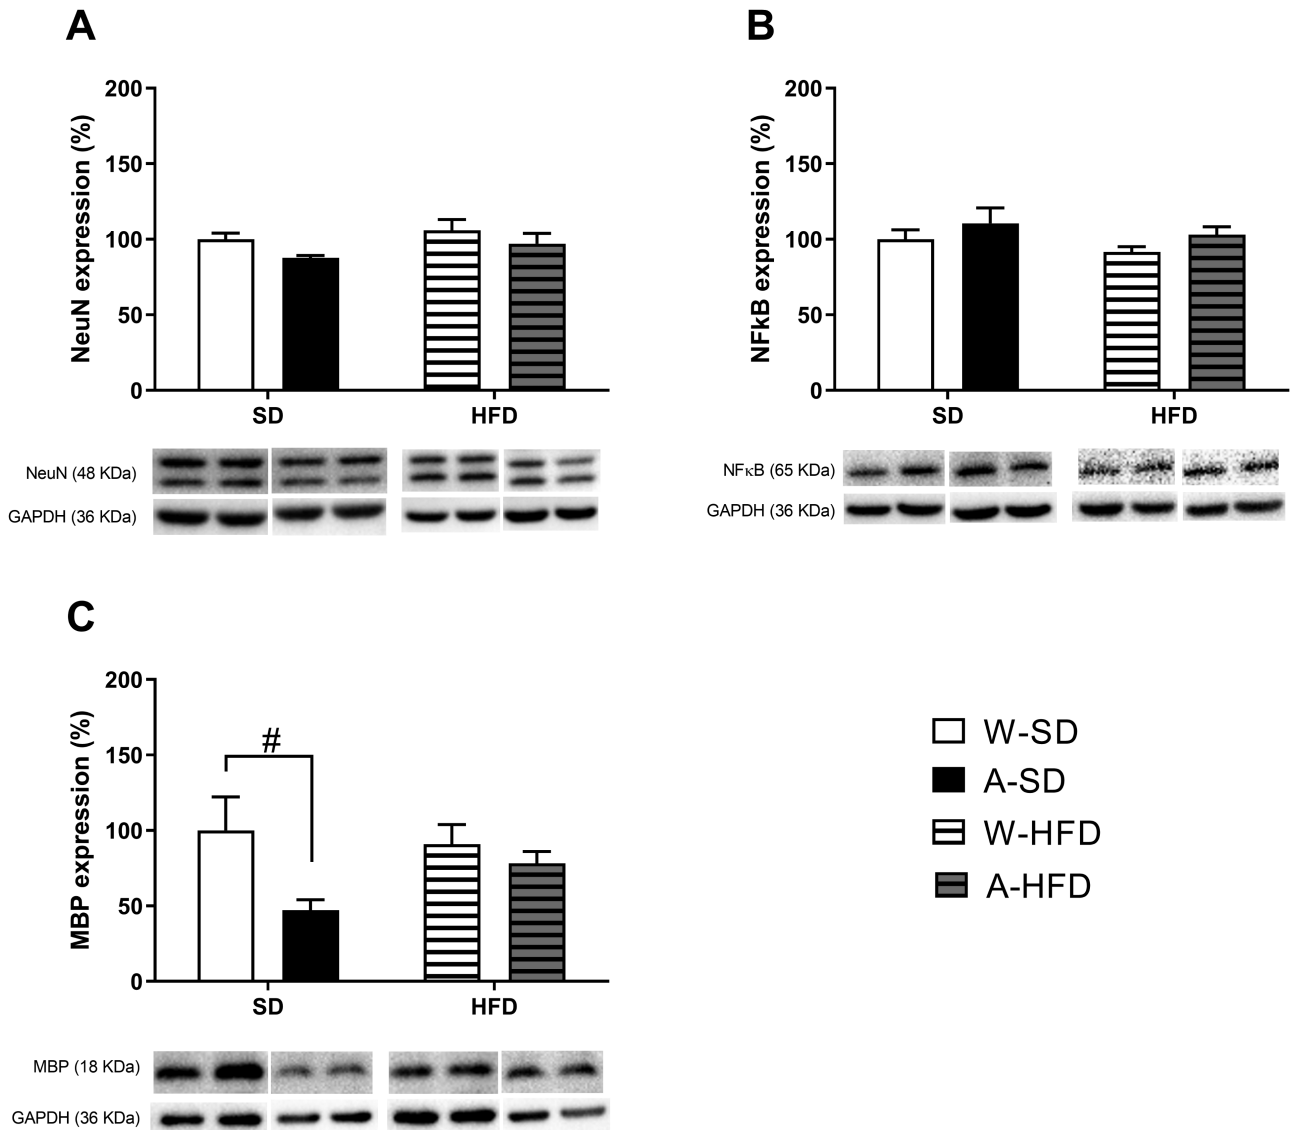 A
NeuN expression (%)
200
150
100
50
0
SD HFD
NeuN (48 KDa)
GAPDH (36 KDa)
B
NFkB expression (%)
200
150
100
50
0
SD HFD
NFκB (65 KDa)
GAPDH (36 KDa)
C
MBP expression (%)
200
150
100
50
0
#
SD HFD
MBP (18 KDa)
GAPDH (36 KDa)
W-SD
A-SD
W-HFD
A-HFD